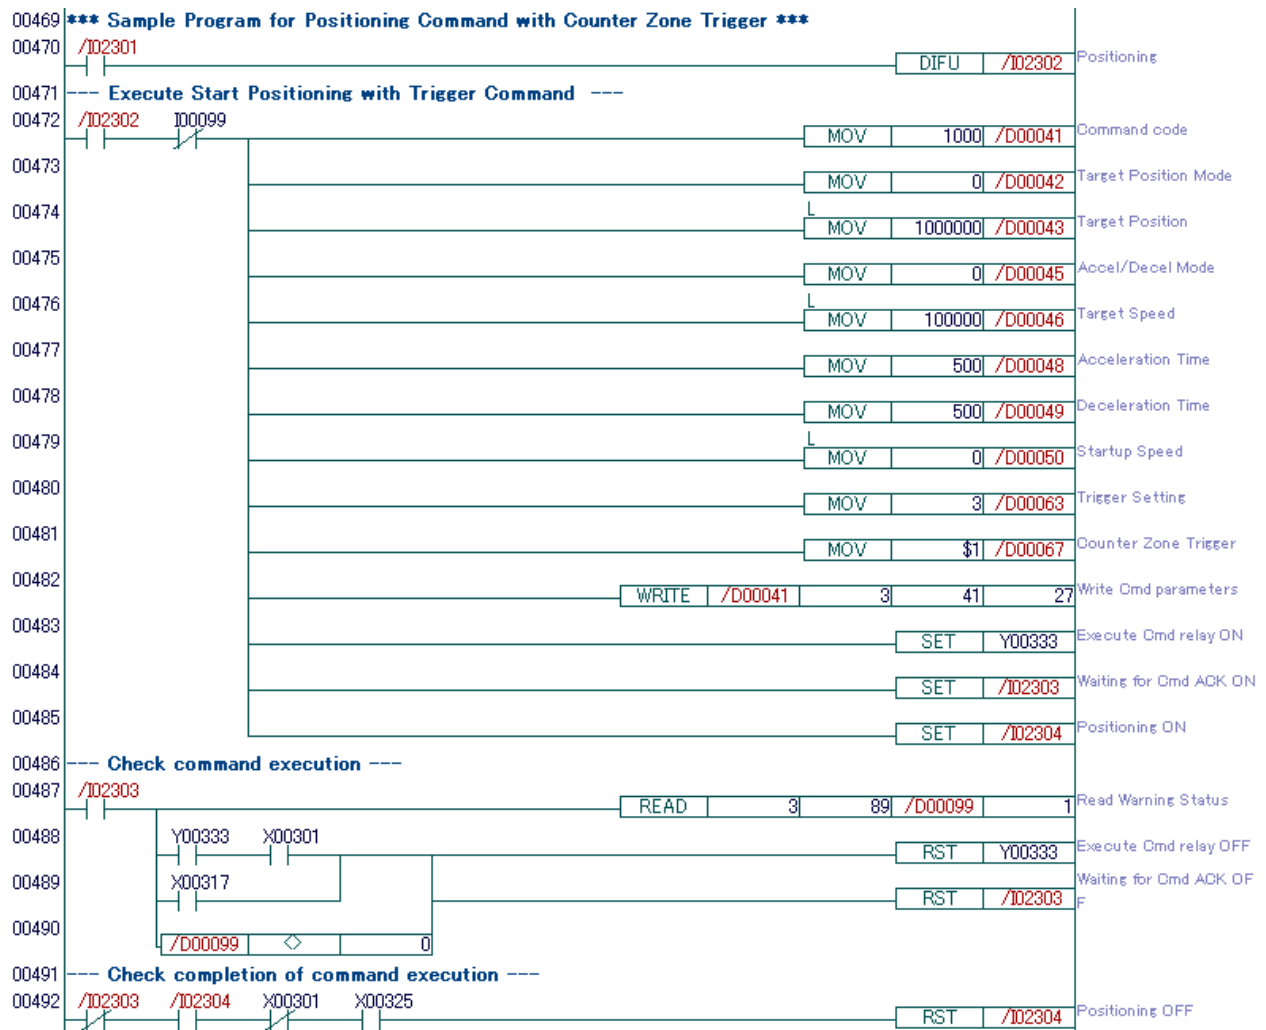 00469 *** Sample Program for Positioning Command with Counter Zone Trigger ***
00470 /I02301
DIFU /I02302 Positioning
00471 --- Execute Start Positioning with Trigger Command ---
00472 /I02302 I00099
MOV 1000 /D00041 Command code
00473 MOV 0 /D00042 Target Position Mode
00474 L
MOV 1000000 /D00043 Target Position
00475 MOV 0 /D00045 Accel/Decel Mode
00476 L
MOV 100000 /D00046 Target Speed
00477 MOV 500 /D00048 Acceleration Time
00478 MOV 500 /D00049 Deceleration Time
00479 L
MOV 0 /D00050 Startup Speed
00480 MOV 3 /D00063 Trigger Setting
00481 MOV $1 /D00067 Counter Zone Trigger
00482 WRITE /D00041 3 41 27 Write Cmd parameters
00483 SET Y00333 Execute Cmd relay ON
00484 SET /I02303 Waiting for Cmd ACK ON
00485 SET /I02304 Positioning ON
00486 --- Check command execution ---
00487 /I02303
READ 3 89 /D00099 1 Read Warning Status
00488 Y00333 X00301
RST Y00333 Execute Cmd relay OFF
00489 X00317
RST /I02303 Waiting for Cmd ACK OF
F
00490 /D00099 <> 0
00491 --- Check completion of command execution ---
00492 /I02303 /I02304 X00301 X00325
RST /I02304 Positioning OFF